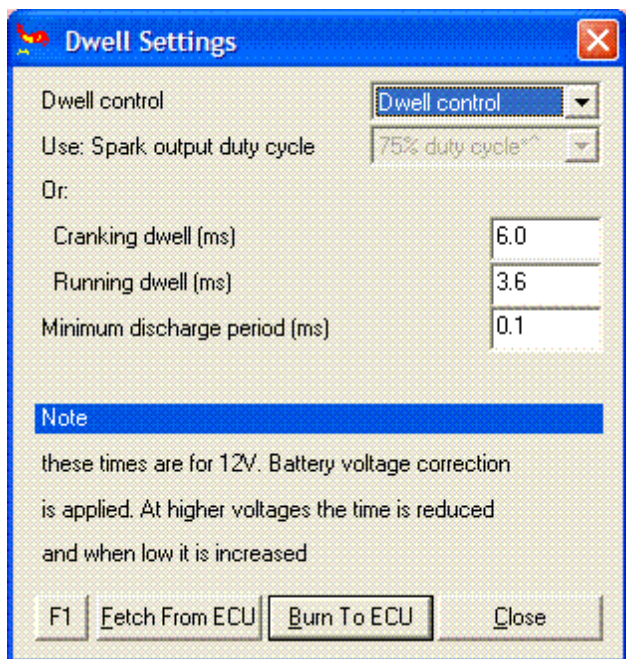 Dwell Settings
Dwell control Dwell control
Use: Spark output duty cycle 75% duty cycle*^
Or:
Cranking dwell (ms) 6.0
Running dwell (ms) 3.6
Minimum discharge period (ms) 0.1
Note
these times are for 12V. Battery voltage correction
is applied. At higher voltages the time is reduced
and when low it is increased
F1 Fetch From ECU Burn To ECU Close